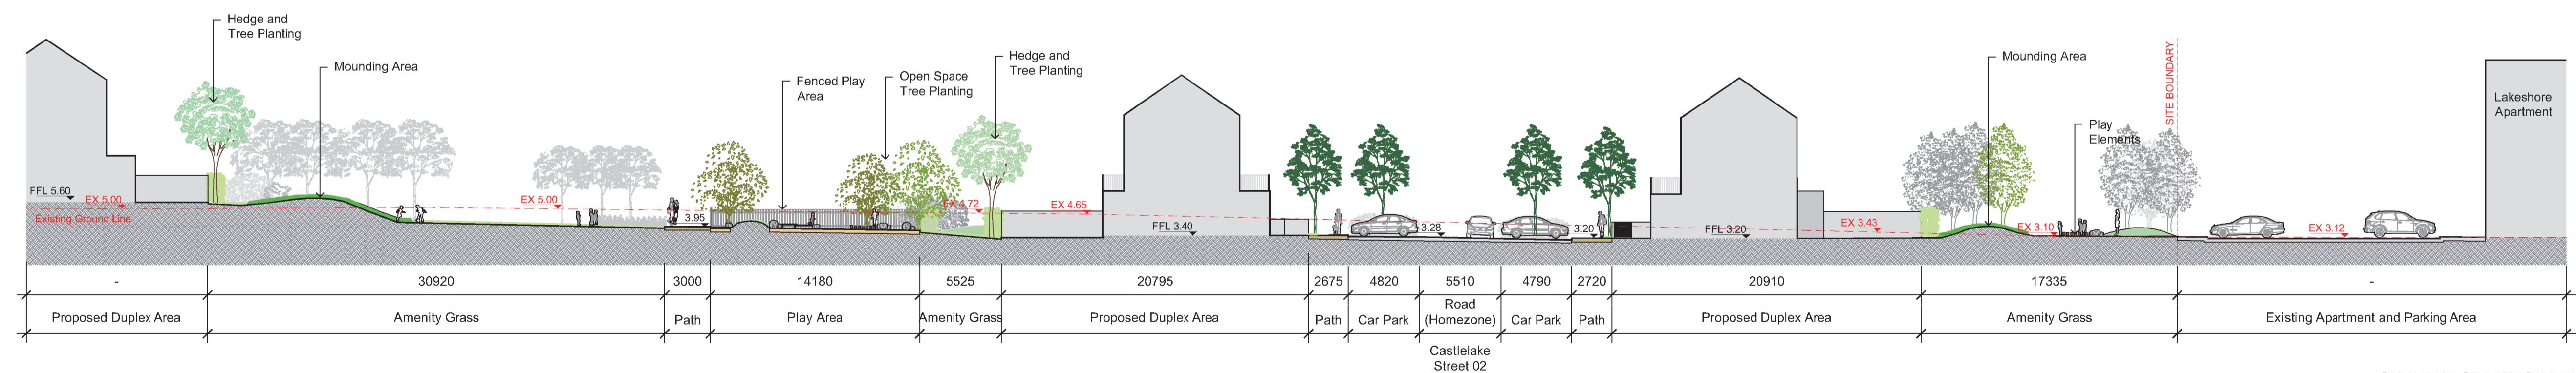 Hedge and
Tree Planting
Mounding Area
Fenced Play
Area
Open Space
Tree Planting
Hedge and
Tree Planting
Mounding Area
Play
Elements
SITE BOUNDARY
Lakeshore
Apartment
FFL 5.60
EX 5.00
Existing Ground Line
EX 5.00
3.95
EX 4.72
EX 4.65
FFL 3.40
3.28
3.20
FFL 3.20
EX 3.43
EX 3.10
EX 3.12
- 30920 3000 14180 5525 20795 2675 4820 5510 4790 2720 20910 17335 -
Proposed Duplex Area
Amenity Grass
Path
Play Area
Amenity Grass
Proposed Duplex Area
Path
Car Park
Road
(Homezone)
Car Park
Path
Proposed Duplex Area
Amenity Grass
Existing Apartment and Parking Area
Castlelake
Street 02